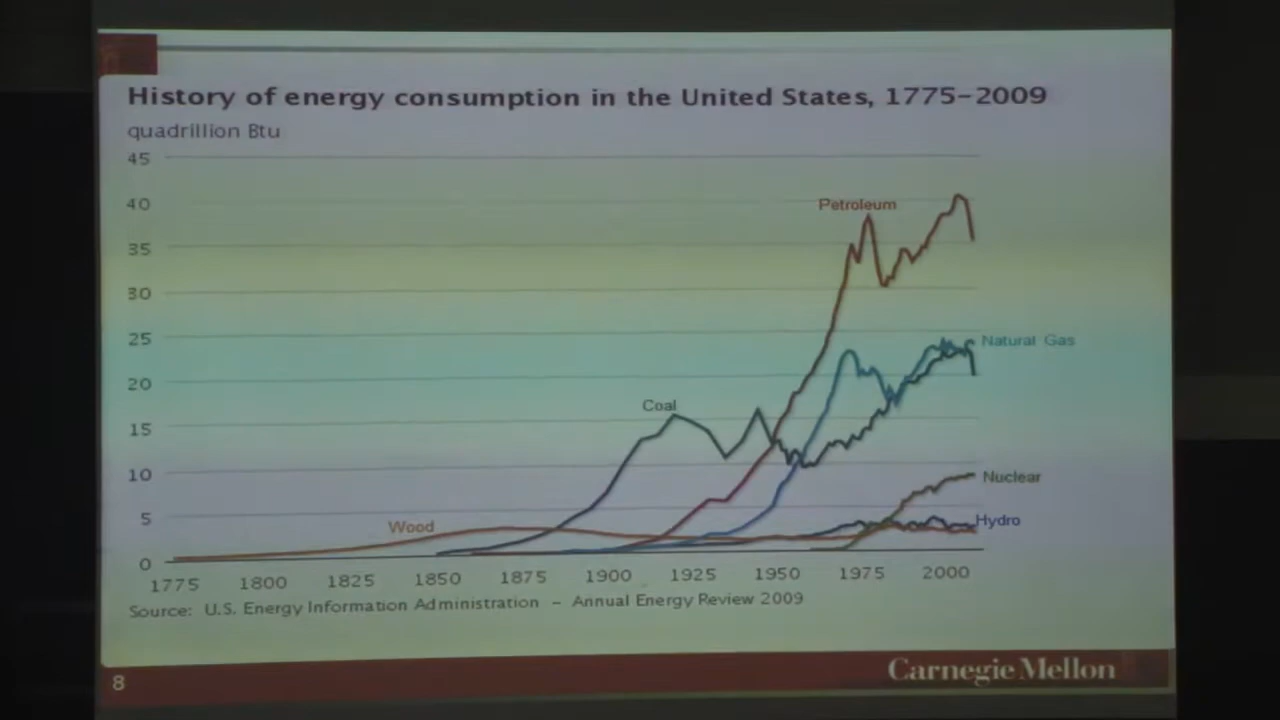 History of energy consumption in the United States, 1775–2009
quadrillion Btu
45
40
35
30
25
20
15
10
5
0
Petroleum
Natural Gas
Coal
Nuclear
Wood
Hydro
1775 1800 1825 1850 1875 1900 1925 1950 1975 2000
Source: U.S. Energy Information Administration – Annual Energy Review 2009
8
Carnegie Mellon